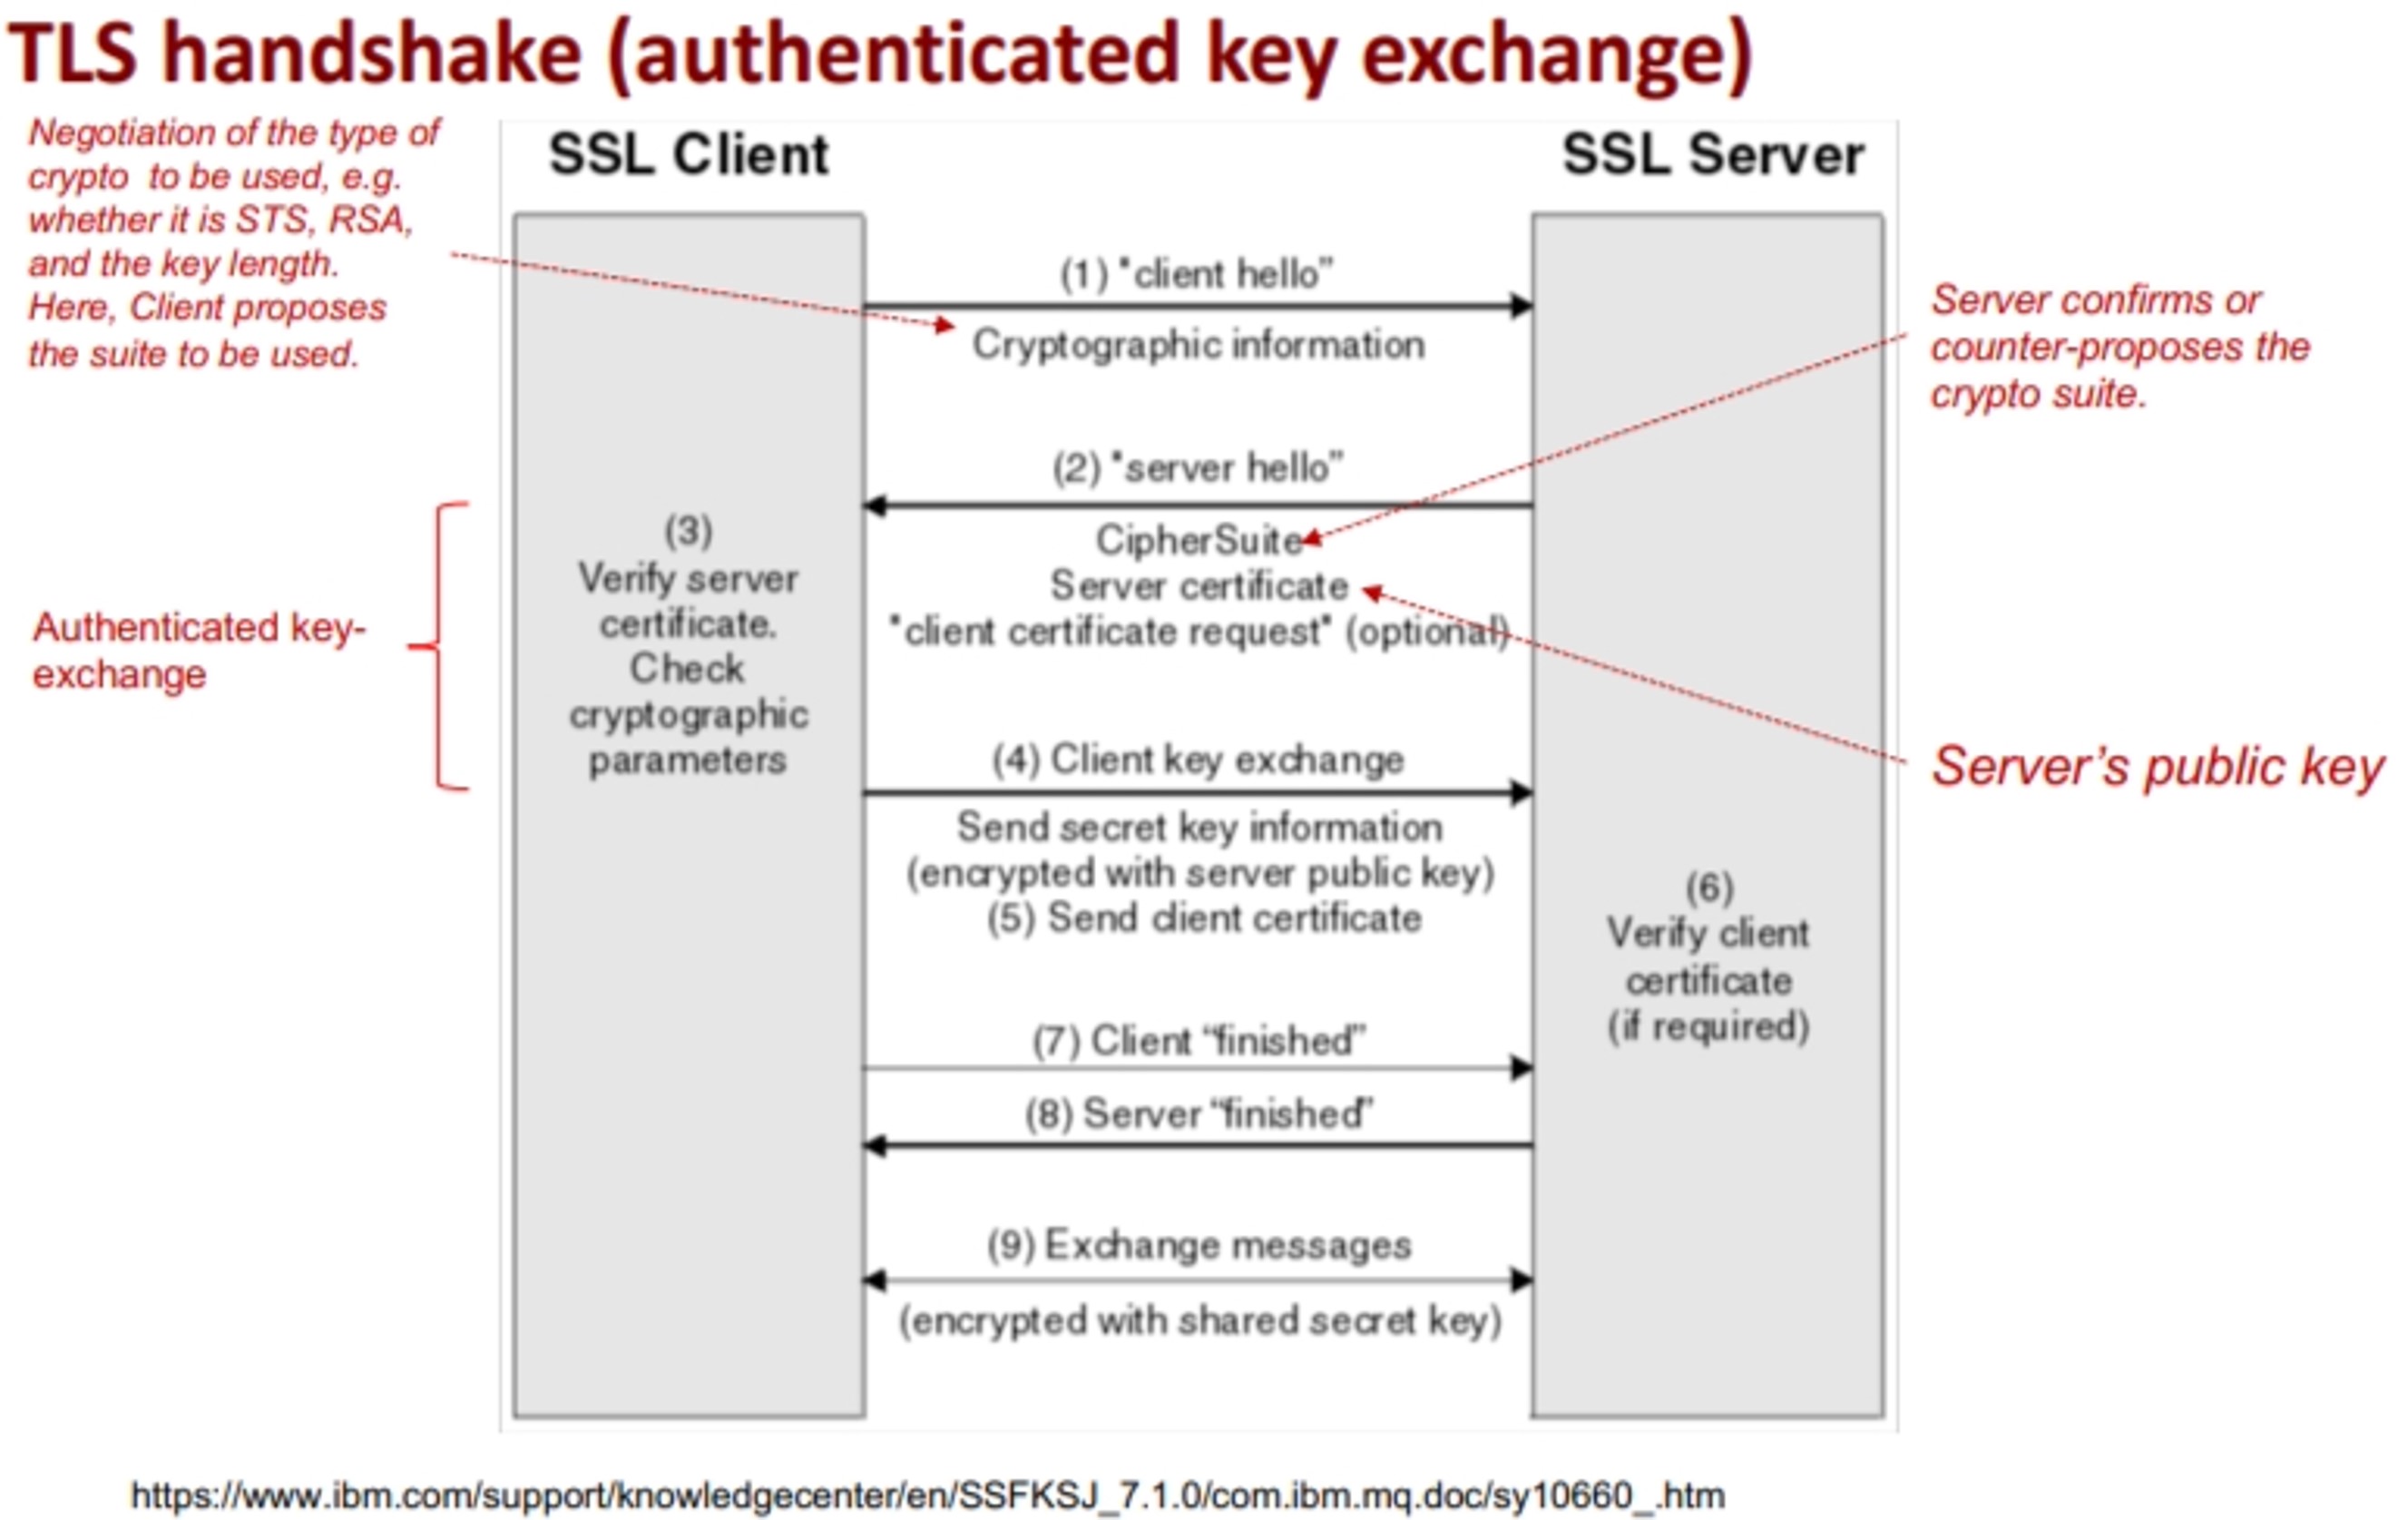 TLS handshake (authenticated key exchange)
Negotiation of the type of
crypto to be used, e.g.
whether it is STS, RSA,
and the key length.
Here, Client proposes
the suite to be used.
SSL Client
SSL Server
(1) "client hello"
Cryptographic information
Server confirms or
counter-proposes the
crypto suite.
(2) "server hello"
CipherSuite
Server certificate
"client certificate request" (optional)
(3)
Verify server
certificate.
Check
cryptographic
parameters
Authenticated key-
exchange
Server's public key
(4) Client key exchange
Send secret key information
(encrypted with server public key)
(5) Send client certificate
(6)
Verify client
certificate
(if required)
(7) Client “finished”
(8) Server “finished”
(9) Exchange messages
(encrypted with shared secret key)
https://www.ibm.com/support/knowledgecenter/en/SSFKSJ_7.1.0/com.ibm.mq.doc/sy10660_.htm